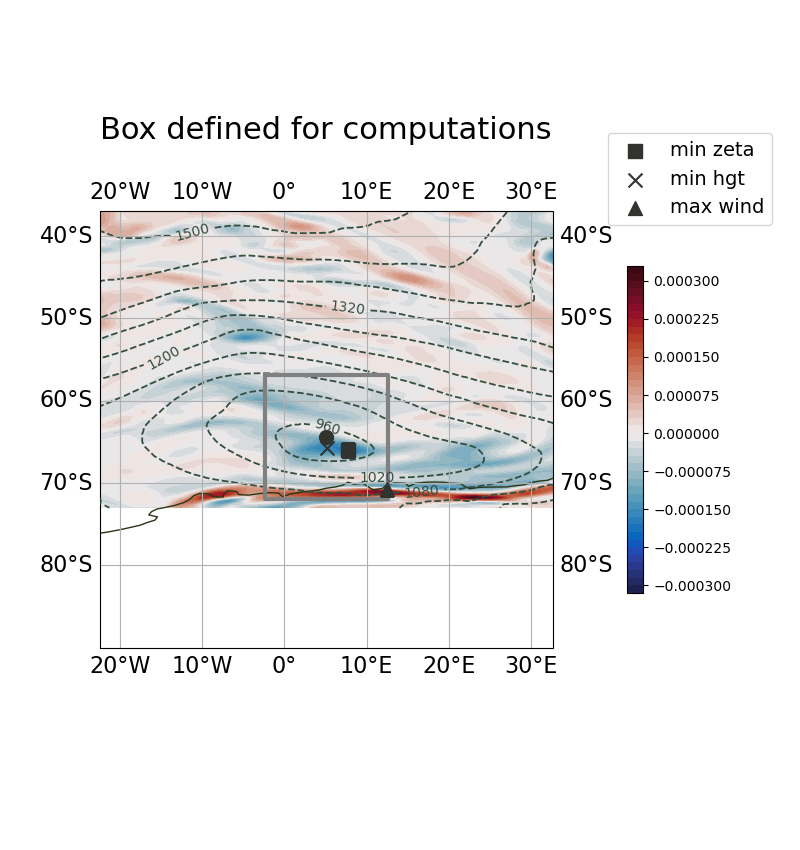 Box defined for computations
min zeta
min hgt
max wind
20°W 10°W 0° 10°E 20°E 30°E
40°S 40°S
50°S 50°S
60°S 60°S
70°S 70°S
80°S 80°S
20°W 10°W 0° 10°E 20°E 30°E
1500
1320
1200
960
1020
1080
0.000300
0.000225
0.000150
0.000075
0.000000
−0.000075
−0.000150
−0.000225
−0.000300